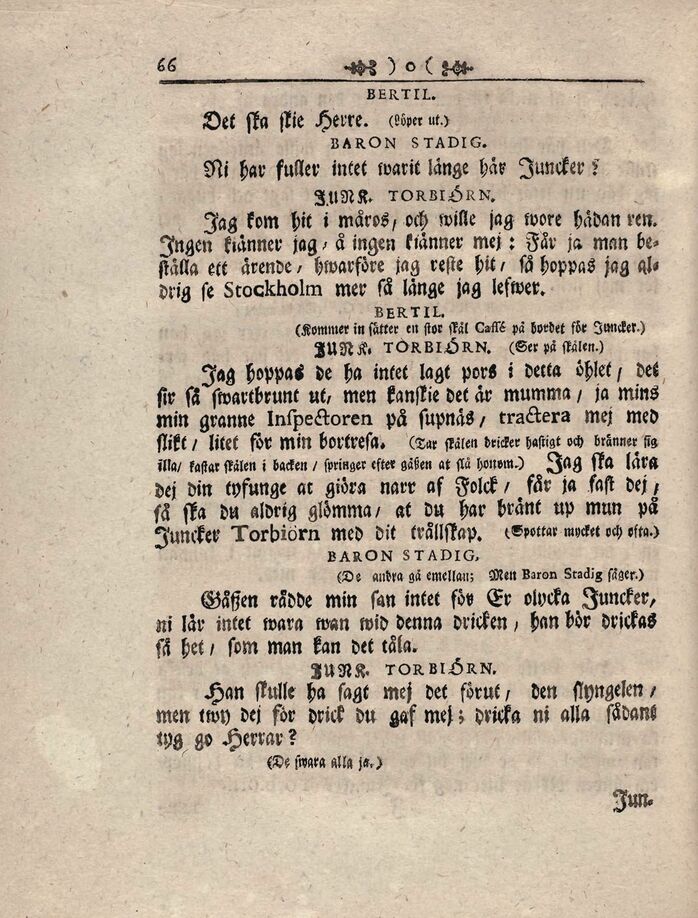 66 ) o (
BERTIL.
Det ska skie Herre. (Löper ut.)
BARON STADIG.
Ni har fuller intet warit länge här Juncker?
JUNK. TORBIÖRN.
Jag kom hit i måros, och wille jag wore hädan ren.
Ingen kiänner jag, å ingen kiänner mej: Får ja man be-
ställa ett ärende, hwarföre jag reste hit, så hoppas jag al-
drig se Stockholm mer så länge jag lefwer.
BERTIL.
(Kommer in sätter en stor skål Caffé på bordet för Juncker.)
JUNK. TORBIÖRN. (Ser på skålen.)
Jag hoppas de ha intet lagt pors i detta öhlet, det
sir så swartbrunt ut, men kanskie det är mumma, ja mins
min granne Inspectoren på supnäs, tractera mej med
slikt, litet för min bortresa. (Tar skålen dricker hastigt och bränner sig
illa, kastar skålen i backen, springer efter gåßen at slå honom.) Jag ska lära
dej din tyfunge at giöra narr af Folck, får ja fast dej,
så ska du aldrig glömma, at du har bränt up mun på
Juncker Torbiörn med dit trällskap. (Spottar mycket och ofta.)
BARON STADIG.
(De andra gå emellan; Men Baron Stadig säger.)
Gåßen rådde min san intet för Er olycka Juncker,
ni lär intet wara wan wid denna dricken, han bör drickas
så het, som man kan det tåla.
JUNK. TORBIÖRN.
Han skulle ha sagt mej det förut, den slyngelen,
men twy dej för drick du gaf mej; dricka ni alla sådant
tyg go Herrar?
(De swara alla ja.)
Jun-